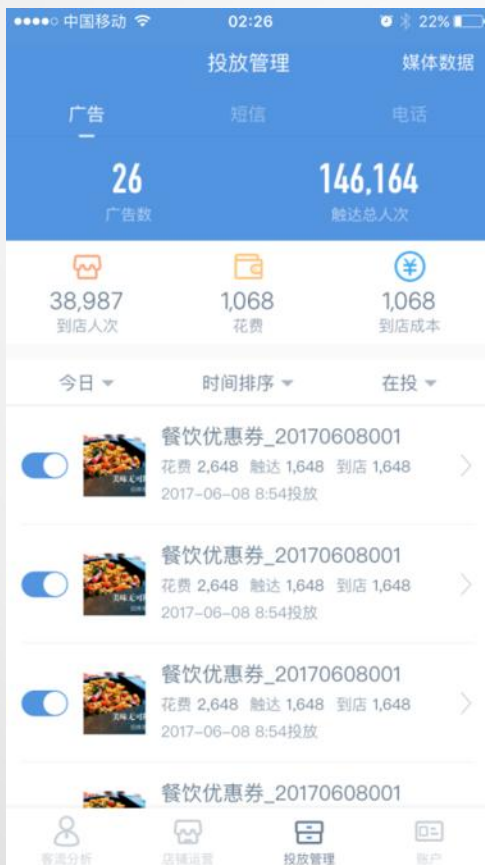 中国移动 02:26 22%
投放管理 媒体数据
广告 短信 电话
26 146,164
广告数 触达总人次
38,987 1,068 1,068
到店人次 花费 到店成本
今日 时间排序 在投
餐饮优惠券_20170608001
花费 2,648 触达 1,648 到店 1,648
2017-06-08 8:54投放
餐饮优惠券_20170608001
花费 2,648 触达 1,648 到店 1,648
2017-06-08 8:54投放
餐饮优惠券_20170608001
花费 2,648 触达 1,648 到店 1,648
2017-06-08 8:54投放
餐饮优惠券_20170608001
客流分析 店铺运营 投放管理 账户